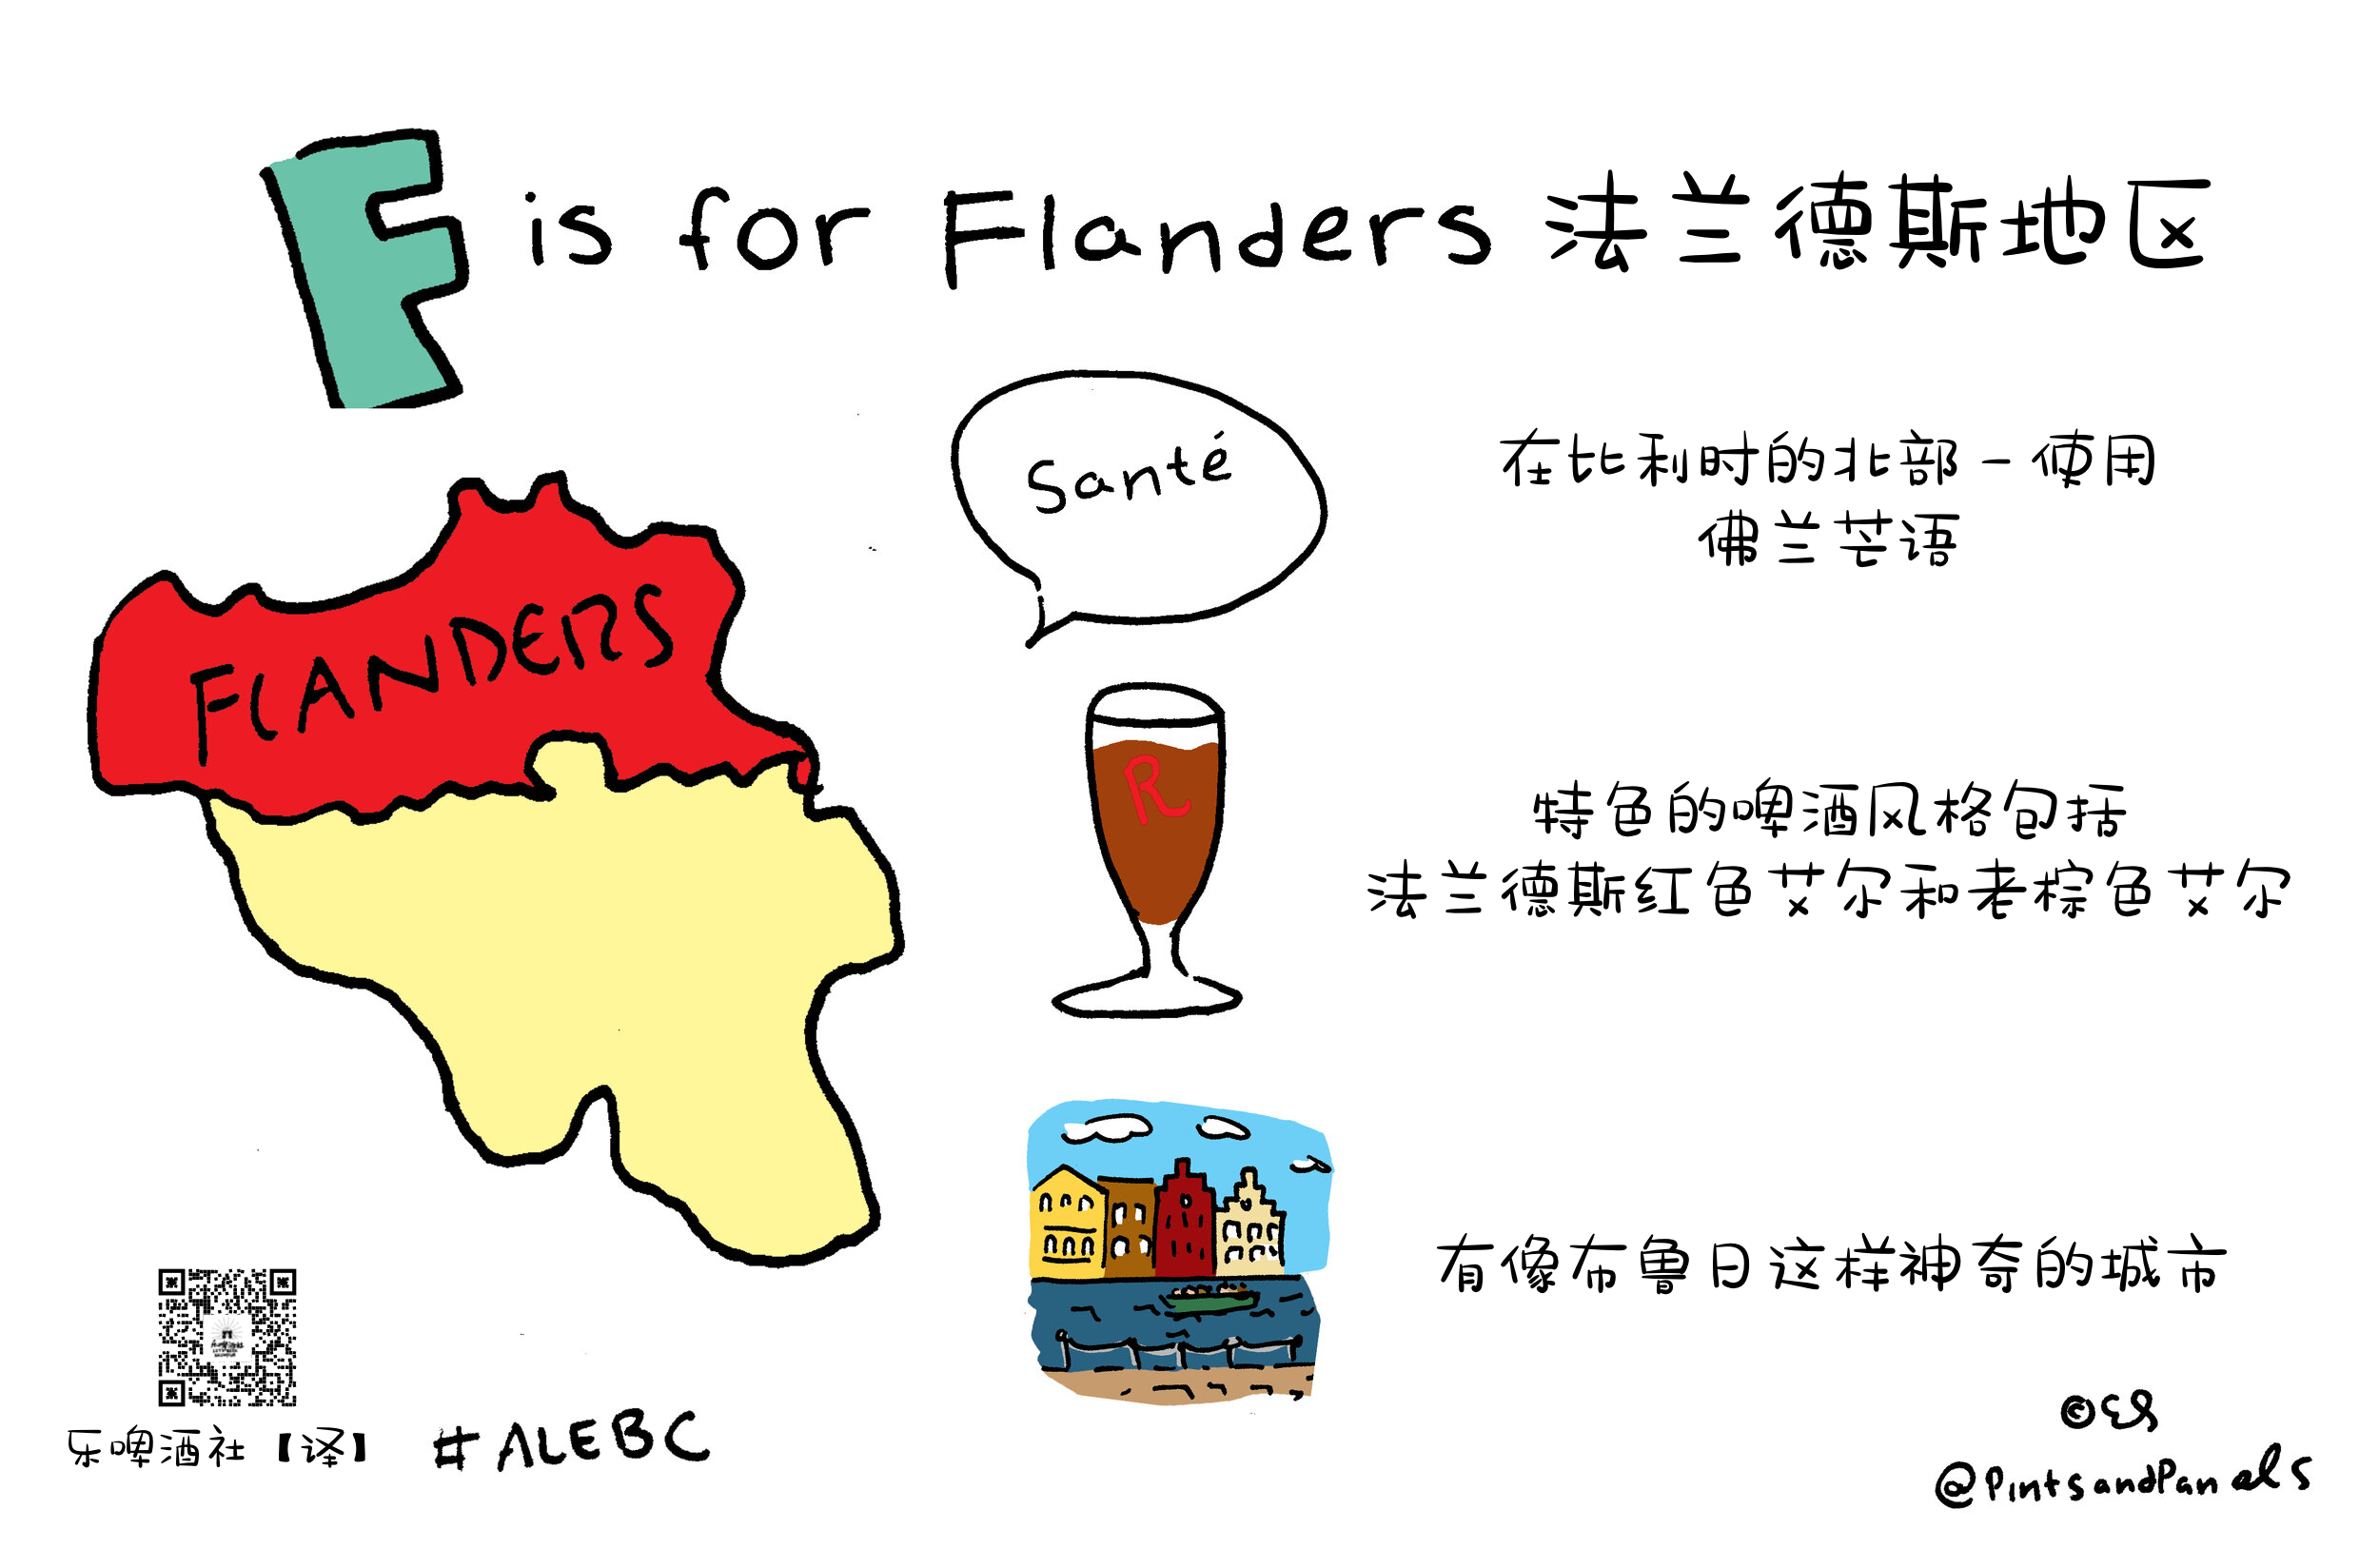 F is for Flanders 法兰德斯地区
Santé
在比利时的北部－使用
佛兰芒语
FLANDERS
R
特色的啤酒风格包括
法兰德斯红色艾尔和老棕色艾尔
有像布鲁日这样神奇的城市
乐啤酒社【译】 #ALEBC
©ES
@PintsandPanels